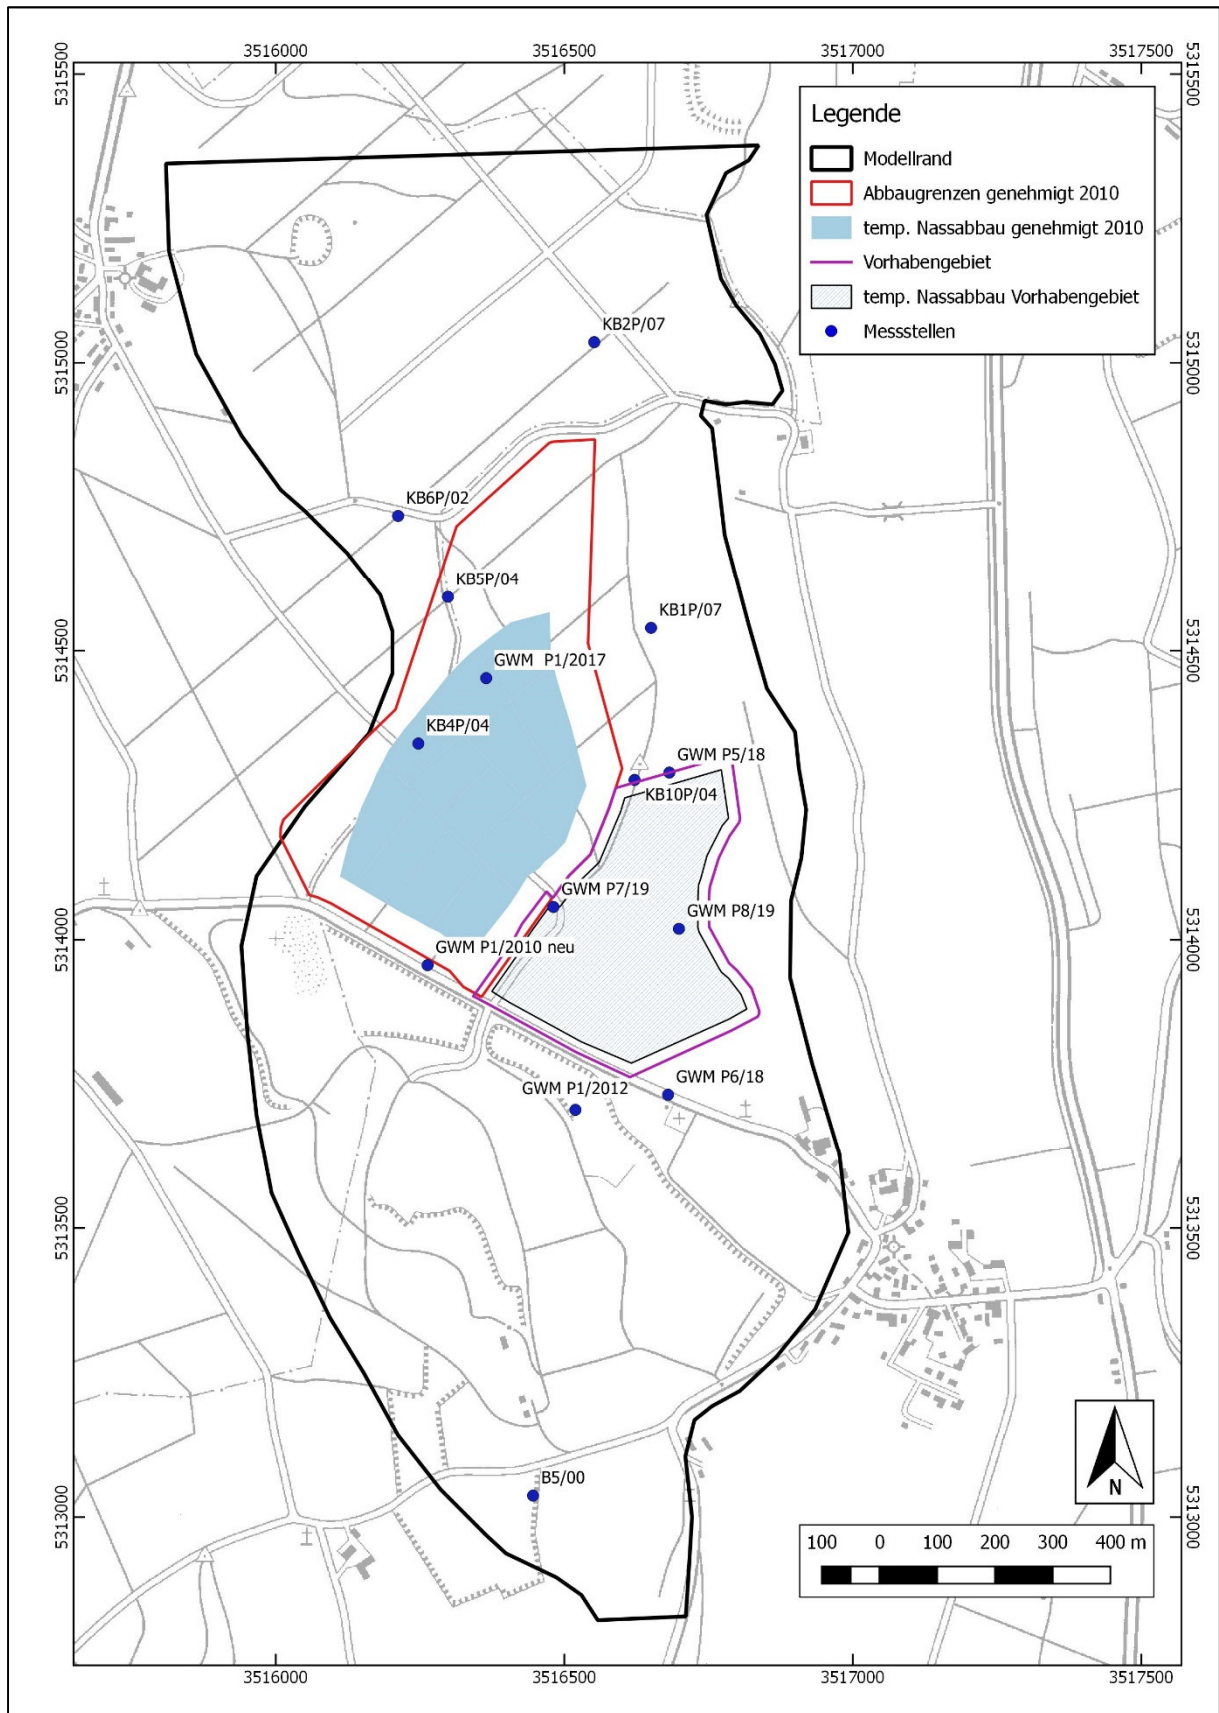 3516000 3516500 3517000 3517500
5315500 5315500
Legende
Modellrand
Abbaugrenzen genehmigt 2010
temp. Nassabbau genehmigt 2010
Vorhabengebiet
temp. Nassabbau Vorhabengebiet
Messstellen
KB2P/07
5315000 5315000
KB6P/02
KB5P/04
KB1P/07
5314500 5314500
GWM P1/2017
KB4P/04
GWM P5/18
KB10P/04
GWM P7/19
GWM P8/19
5314000 5314000
GWM P1/2010 neu
GWM P6/18
GWM P1/2012
5313500 5313500
B5/00
N
5313000 5313000
100 0 100 200 300 400 m
3516000 3516500 3517000 3517500